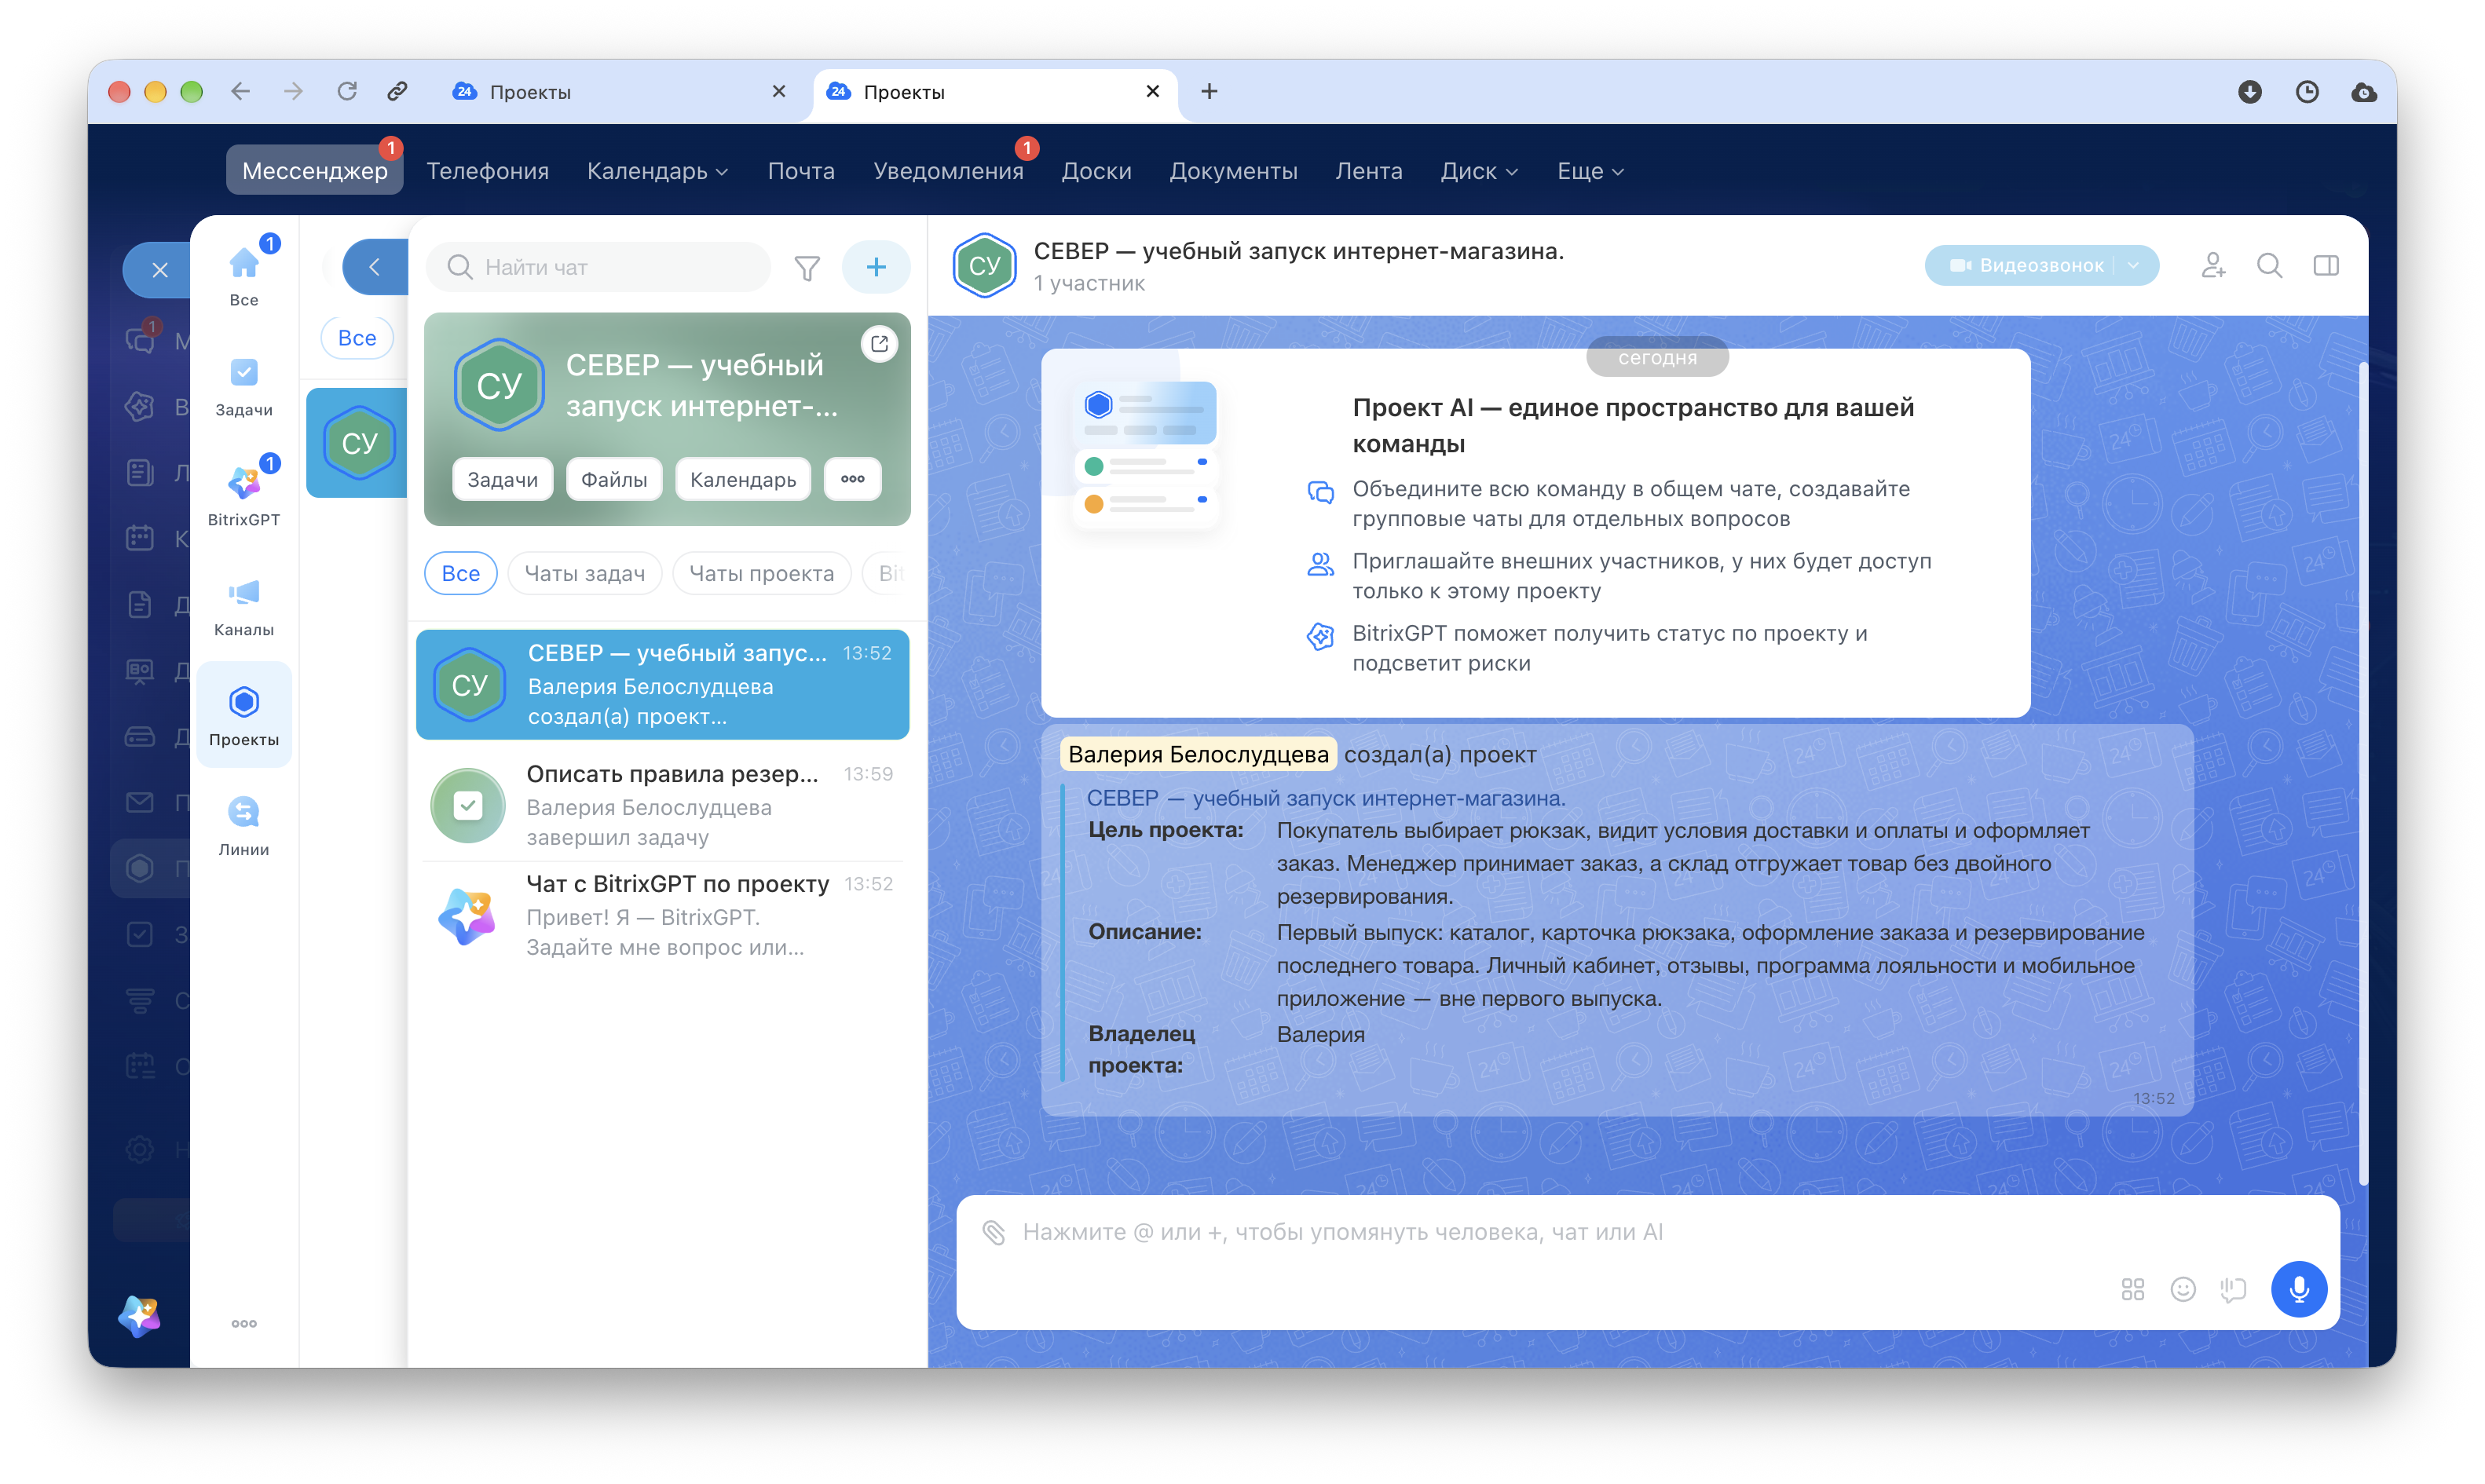 24 Проекты
24 Проекты
Мессенджер 1
Телефония
Календарь
Почта
Уведомления 1
Доски
Документы
Лента
Диск
Еще
1
Все
Задачи
1
BitrixGPT
Каналы
Проекты
Линии
1
М
В
Л
К
Д
Д
Д
П
П
З
С
С
Н
Все
СУ
Найти чат
СУ
СЕВЕР — учебный
запуск интернет-...
Задачи
Файлы
Календарь
Все
Чаты задач
Чаты проекта
Bit
СУ
СЕВЕР — учебный запус... 13:52
Валерия Белослудцева
создал(а) проект...
Описать правила резер... 13:59
Валерия Белослудцева
завершил задачу
Чат с BitrixGPT по проекту 13:52
Привет! Я — BitrixGPT.
Задайте мне вопрос или...
СУ
СЕВЕР — учебный запуск интернет-магазина.
1 участник
Видеозвонок
сегодня
Проект AI — единое пространство для вашей
команды
Объедините всю команду в общем чате, создавайте
групповые чаты для отдельных вопросов
Приглашайте внешних участников, у них будет доступ
только к этому проекту
BitrixGPT поможет получить статус по проекту и
подсветит риски
Валерия Белослудцева создал(а) проект
СЕВЕР — учебный запуск интернет-магазина.
Цель проекта: Покупатель выбирает рюкзак, видит условия доставки и оплаты и оформляет
заказ. Менеджер принимает заказ, а склад отгружает товар без двойного
резервирования.
Описание: Первый выпуск: каталог, карточка рюкзака, оформление заказа и резервирование
последнего товара. Личный кабинет, отзывы, программа лояльности и мобильное
приложение — вне первого выпуска.
Владелец Валерия
проекта:
13:52
Нажмите @ или +, чтобы упомянуть человека, чат или AI